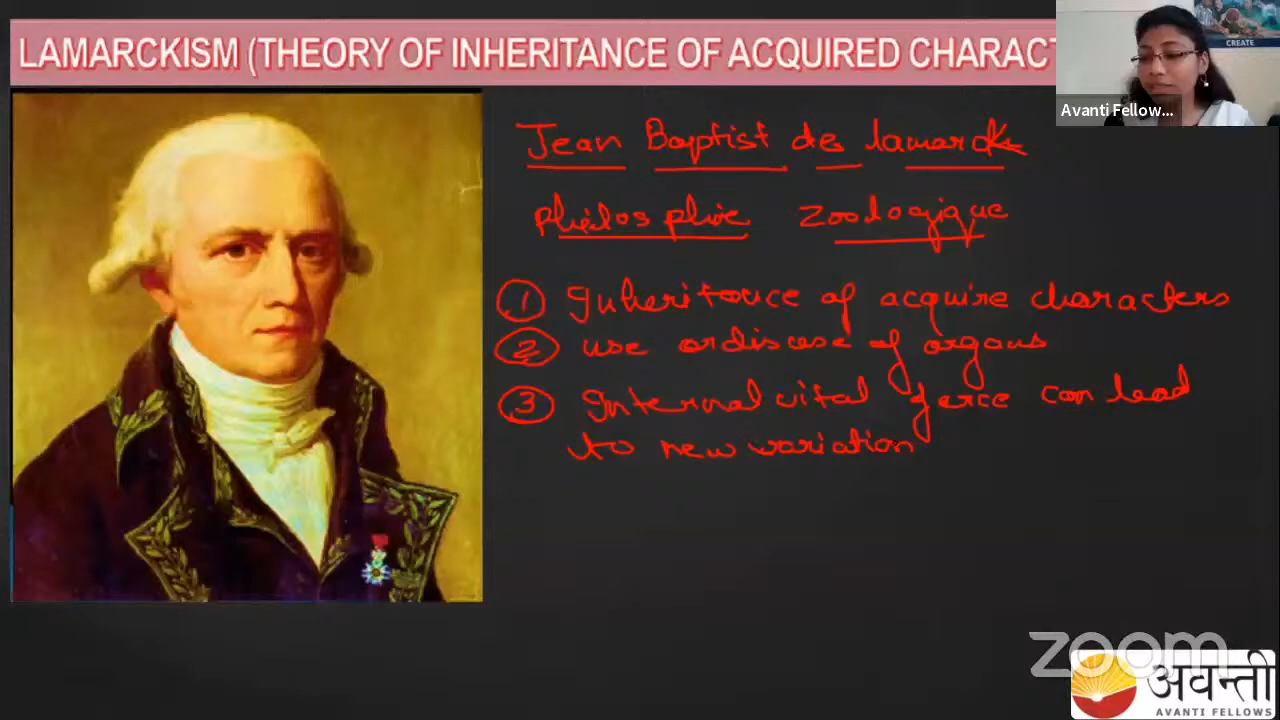 LAMARCKISM (THEORY OF INHERITANCE OF ACQUIRED CHARACT
CREATE
Avanti Fellow...
Jean Baptist de lamarck
Philosphie zoologique
① Inheritance of acquire characters
② use or disuse of organs
③ Internal vital force can lead
to new variation
zoom
अवन्ती
AVANTI FELLOWS